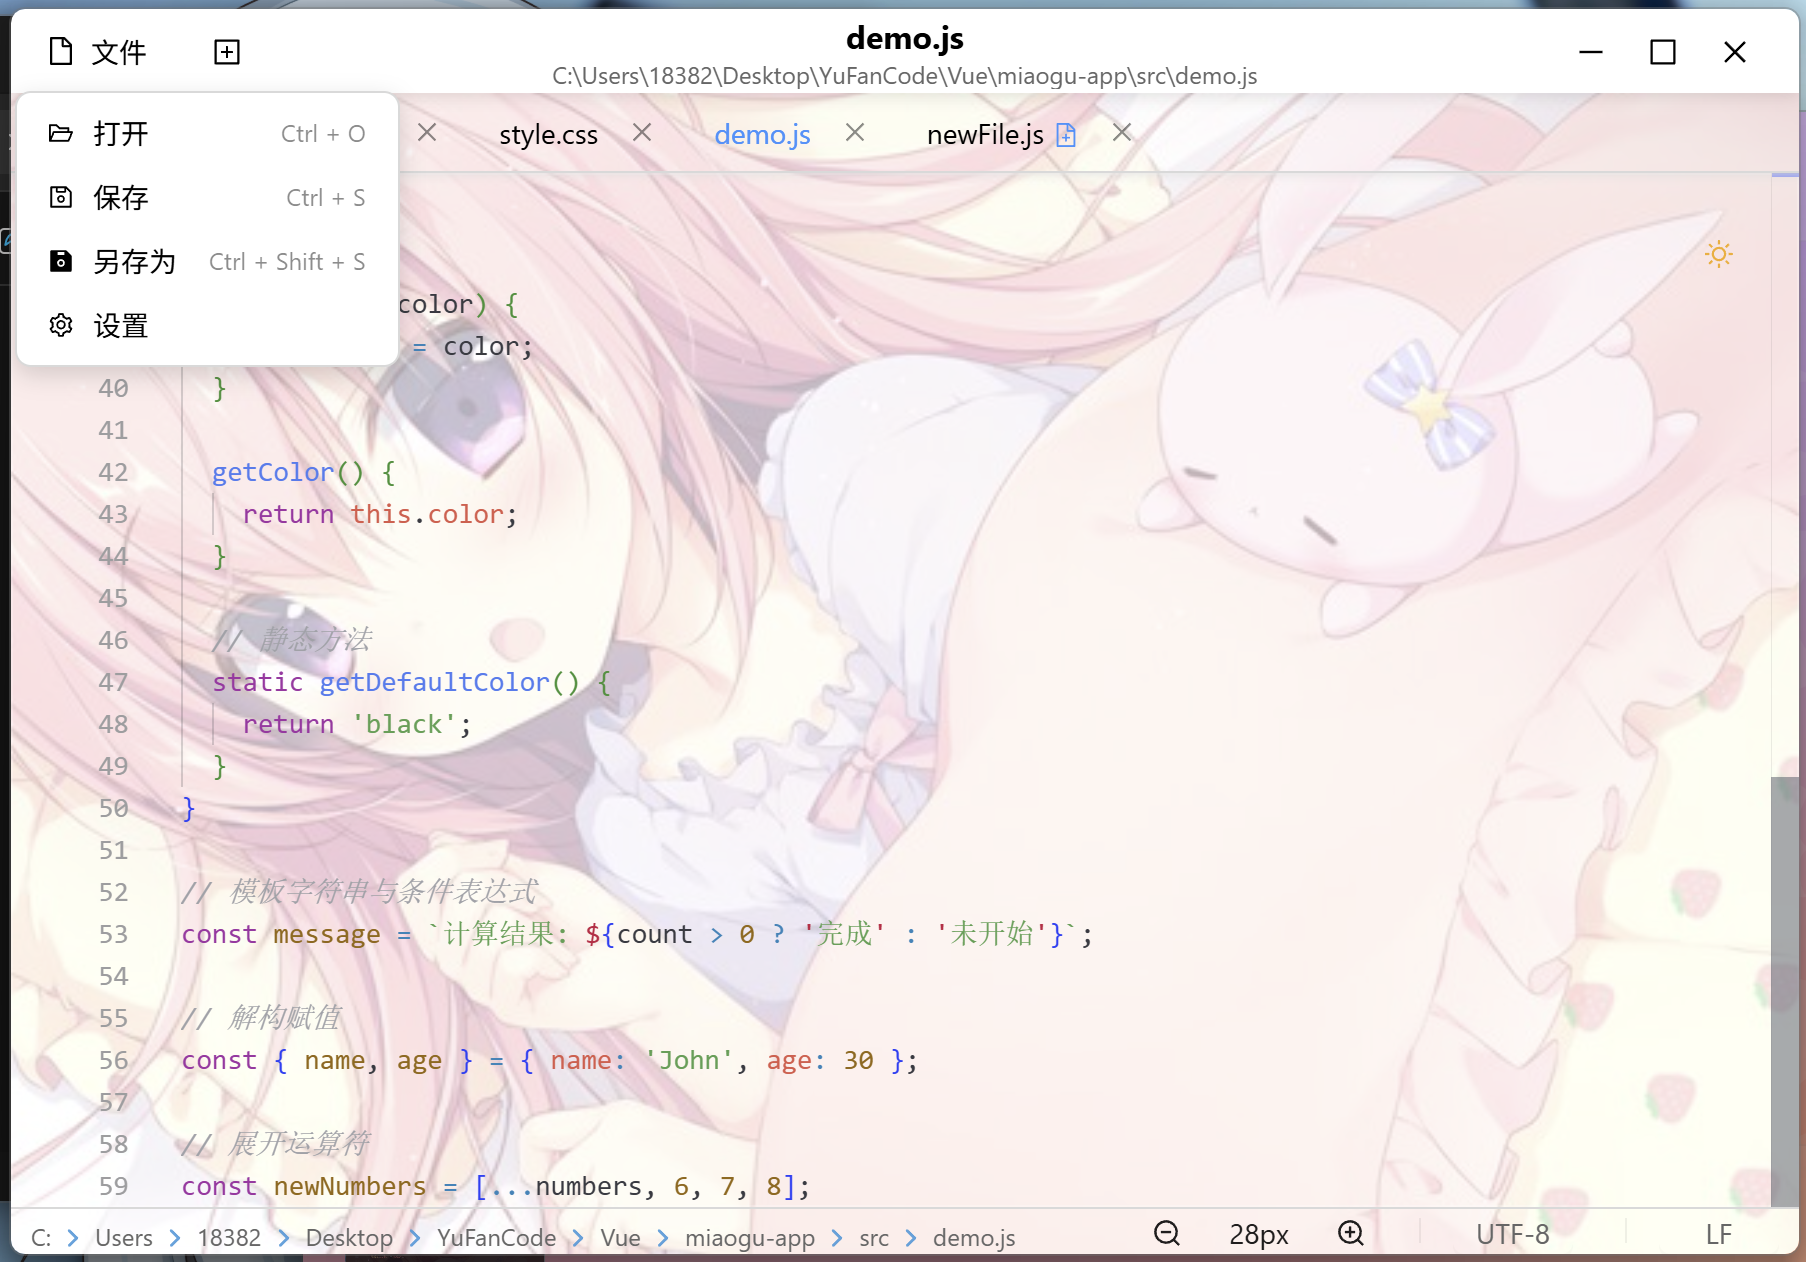 文件
demo.js
C:\Users\18382\Desktop\YuFanCode\Vue\miaogu-app\src\demo.js
打开 Ctrl + O
保存 Ctrl + S
另存为 Ctrl + Shift + S
设置
style.css
demo.js
newFile.js
color) {
= color;
40 }
41
42 getColor() {
43 return this.color;
44 }
45
46 // 静态方法
47 static getDefaultColor() {
48 return 'black';
49 }
50 }
51
52 // 模板字符串与条件表达式
53 const message = `计算结果: ${count > 0 ? '完成' : '未开始'}`;
54
55 // 解构赋值
56 const { name, age } = { name: 'John', age: 30 };
57
58 // 展开运算符
59 const newNumbers = [...numbers, 6, 7, 8];
C: > Users > 18382 > Desktop > YuFanCode > Vue > miaogu-app > src > demo.js
28px
UTF-8
LF